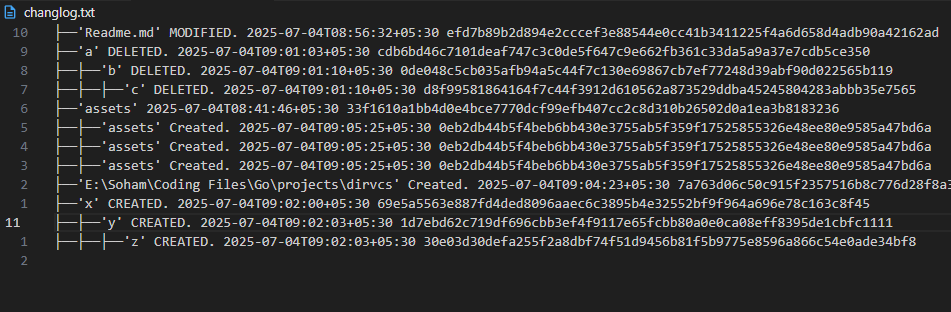 changlog.txt
10 ├──'Readme.md' MODIFIED. 2025-07-04T08:56:32+05:30 efd7b89b2d894e2cccef3e88544e0cc41b3411225f4a6d658d4adb90a42162ad
9 ├──'a' DELETED. 2025-07-04T09:01:03+05:30 cdb6bd46c7101deaf747c3c0de5f647c9e662fb361c33da5a9a37e7cdb5ce350
8 ├──├──'b' DELETED. 2025-07-04T09:01:10+05:30 0de048c5cb035afb94a5c44f7c130e69867cb7ef77248d39abf90d022565b119
7 ├──├──├──'c' DELETED. 2025-07-04T09:01:10+05:30 d8f99581864164f7c44f3912d610562a873529ddba45245804283abbb35e7565
6 ├──'assets' 2025-07-04T08:41:46+05:30 33f1610a1bb4d0e4bce7770dcf99efb407cc2c8d310b26502d0a1ea3b8183236
5 ├──├──'assets' Created. 2025-07-04T09:05:25+05:30 0eb2db44b5f4beb6bb430e3755ab5f359f17525855326e48ee80e9585a47bd6a
4 ├──├──'assets' Created. 2025-07-04T09:05:25+05:30 0eb2db44b5f4beb6bb430e3755ab5f359f17525855326e48ee80e9585a47bd6a
3 ├──├──'assets' Created. 2025-07-04T09:05:25+05:30 0eb2db44b5f4beb6bb430e3755ab5f359f17525855326e48ee80e9585a47bd6a
2 ├──'E:\Soham\Coding Files\Go\projects\dirvcs' Created. 2025-07-04T09:04:23+05:30 7a763d06c50c915f2357516b8c776d28f8a3
1 ├──'x' CREATED. 2025-07-04T09:02:00+05:30 69e5a5563e887fd4ded8096aaec6c3895b4e32552bf9f964a696e78c163c8f45
11 ├──├──'y' CREATED. 2025-07-04T09:02:03+05:30 1d7ebd62c719df696cbb3ef4f9117e65fcbb80a0e0ca08eff8395de1cbfc1111
1 ├──├──├──'z' CREATED. 2025-07-04T09:02:03+05:30 30e03d30defa255f2a8dbf74f51d9456b81f5b9775e8596a866c54e0ade34bf8
2